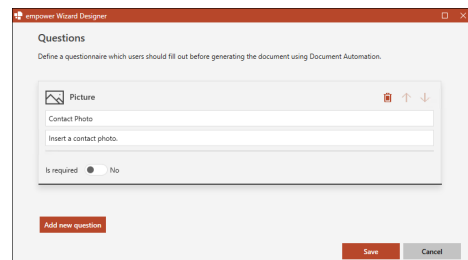 empower Wizard Designer
Questions
Define a questionnaire which users should fill out before generating the document using Document Automation.
Picture
Contact Photo
Insert a contact photo.
Is required No
Add new question
Save Cancel